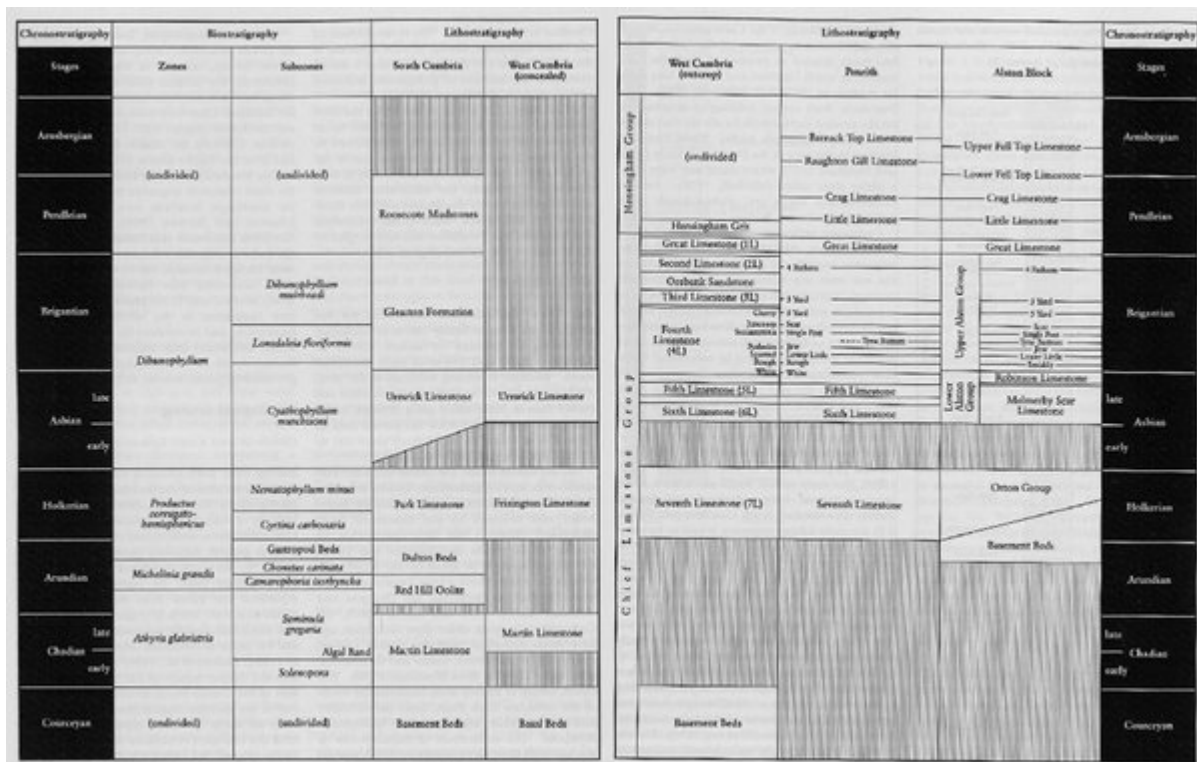 Chronostratigraphy
Biostratigraphy
Lithostratigraphy
Stages
Zones
Subzones
South Cumbria
West Cumbria
(concealed)
Arnsbergian
(undivided)
(undivided)
Pendleian
Roosecote Mudstones
Brigantian
Dibunophyllum
Dibunophyllum
muirheadi
Lonsdaleia floriformis
Gleaston Formation
late
Asbian
early
Cyathophyllum
murchisoni
Urswick Limestone
Urswick Limestone
Holkerian
Productus
corrugato-
hemisphericus
Nematophyllum minus
Cyrtina carbonaria
Park Limestone
Frizington Limestone
Arundian
Michelinia grandis
Gastropod Beds
Chonetes carinata
Camarophoria isorhyncha
Dalton Beds
Red Hill Oolite
late
Chadian
early
Athyris glabristria
Seminula
gregaria
Algal Band
Solenopora
Martin Limestone
Martin Limestone
Courceyan
(undivided)
(undivided)
Basement Beds
Basal Beds
Lithostratigraphy
Chronostratigraphy
West Cumbria
(outcrop)
Penrith
Alston Block
Stages
Hensingham Group
(undivided)
Hensingham Grit
Barrack Top Limestone
Raughton Gill Limestone
Crag Limestone
Little Limestone
Upper Fell Top Limestone
Lower Fell Top Limestone
Crag Limestone
Little Limestone
Arnsbergian
Pendleian
Chief Limestone Group
Great Limestone (1L)
Great Limestone
Great Limestone
Second Limestone (2L)
Orebank Sandstone
Third Limestone (3L)
Fourth
Limestone
(4L)
Junceum
Rough
White
4 Fathom
3 Yard
5 Yard
Scar
Single Post
Tyne Bottom
Jew
Lower Little
Rough
White
Upper Alston Group
4 Fathom
3 Yard
5 Yard
Scar
Single Post
Tyne Bottom
Jew
Lower Little
Smiddy
Brigantian
Robinson Limestone
Fifth Limestone (5L)
Fifth Limestone
Sixth Limestone (6L)
Sixth Limestone
Lower
Alston
Group
Melmerby Scar
Limestone
late
Asbian
early
Seventh Limestone (7L)
Seventh Limestone
Orton Group
Basement Beds
Holkerian
Arundian
late
Chadian
early
Basement Beds
Courceyan